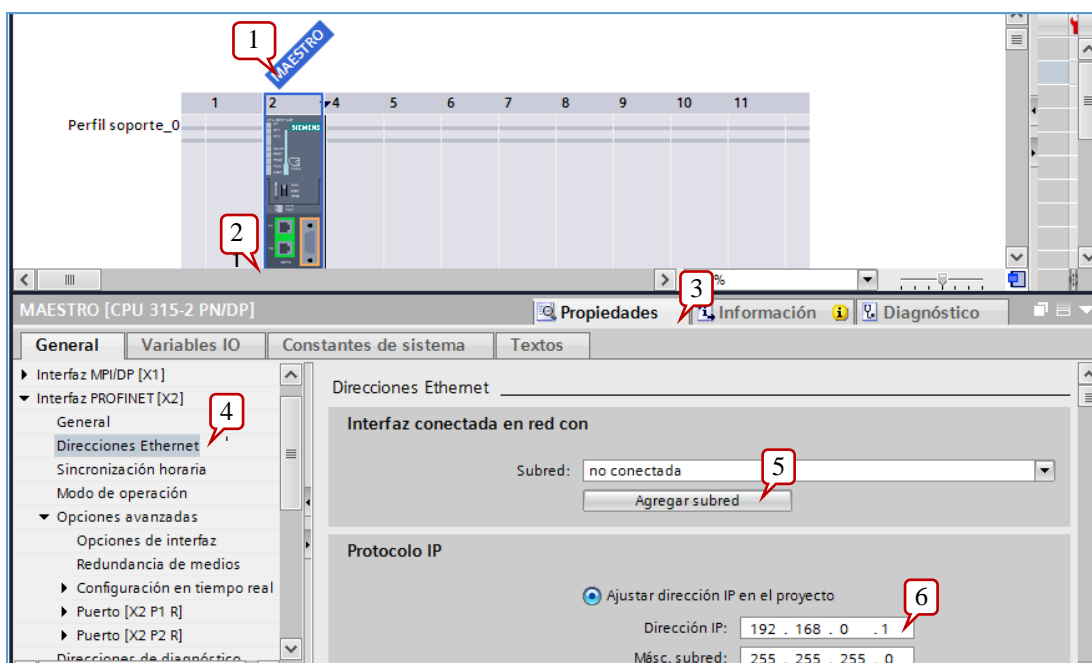 1
MAESTRO
1 2 4 5 6 7 8 9 10 11
Perfil soporte_0
SIEMENS
2
%
3
MAESTRO [CPU 315-2 PN/DP]
Propiedades
Información
Diagnóstico
General
Variables IO
Constantes de sistema
Textos
Interfaz MPI/DP [X1]
Interfaz PROFINET [X2]
General
4
Direcciones Ethernet
Sincronización horaria
Modo de operación
Opciones avanzadas
Opciones de interfaz
Redundancia de medios
Configuración en tiempo real
Puerto [X2 P1 R]
Puerto [X2 P2 R]
Direcciones de diagnóstico
Direcciones Ethernet
Interfaz conectada en red con
Subred: no conectada
5
Agregar subred
Protocolo IP
Ajustar dirección IP en el proyecto
6
Dirección IP: 192 . 168 . 0 . 1
Másc. subred: 255 . 255 . 255 . 0